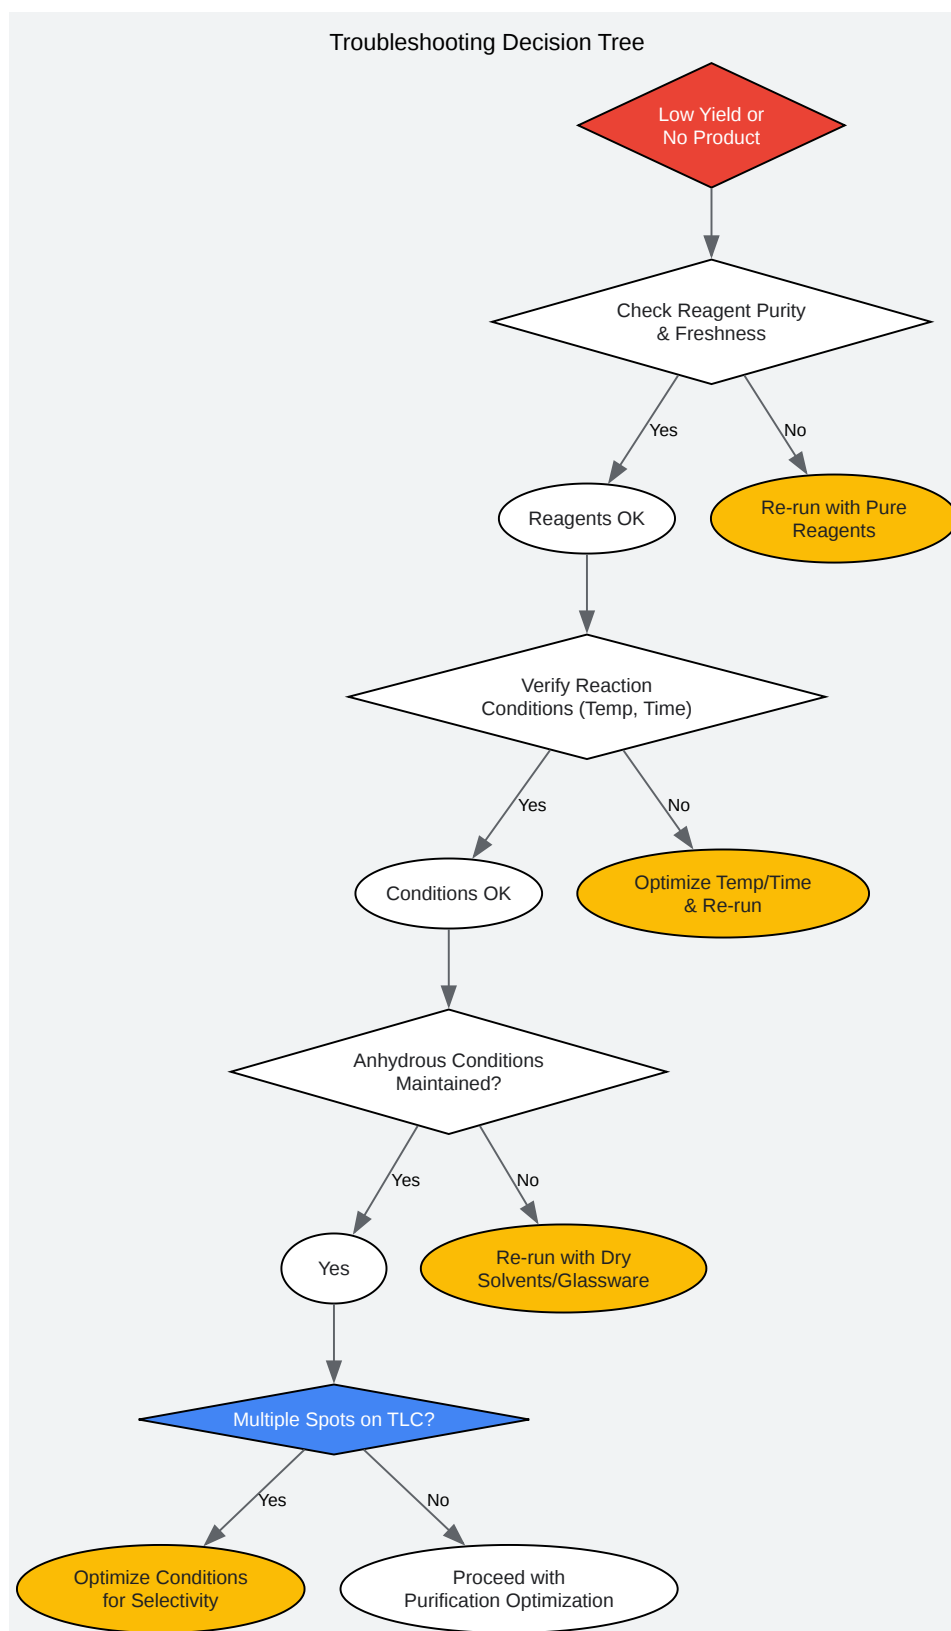 Troubleshooting Decision Tree
Low Yield or
No Product
Check Reagent Purity
& Freshness
Yes
No
Reagents OK
Re-run with Pure
Reagents
Verify Reaction
Conditions (Temp, Time)
Yes
No
Conditions OK
Optimize Temp/Time
& Re-run
Anhydrous Conditions
Maintained?
Yes
No
Yes
Re-run with Dry
Solvents/Glassware
Multiple Spots on TLC?
Yes
No
Optimize Conditions
for Selectivity
Proceed with
Purification Optimization